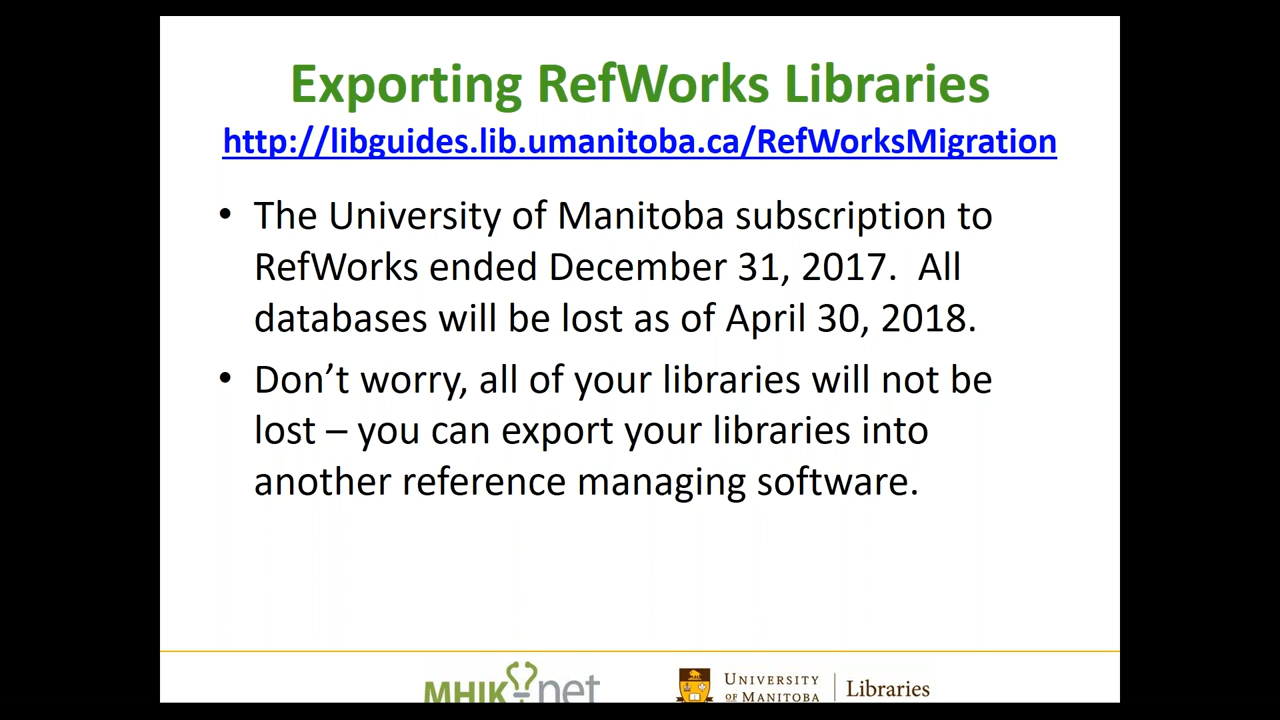 Exporting RefWorks Libraries
http://libguides.lib.umanitoba.ca/RefWorksMigration
• The University of Manitoba subscription to
RefWorks ended December 31, 2017.  All
databases will be lost as of April 30, 2018.
• Don’t worry, all of your libraries will not be
lost – you can export your libraries into
another reference managing software.
MHIKnet
UNIVERSITY
OF MANITOBA
Libraries